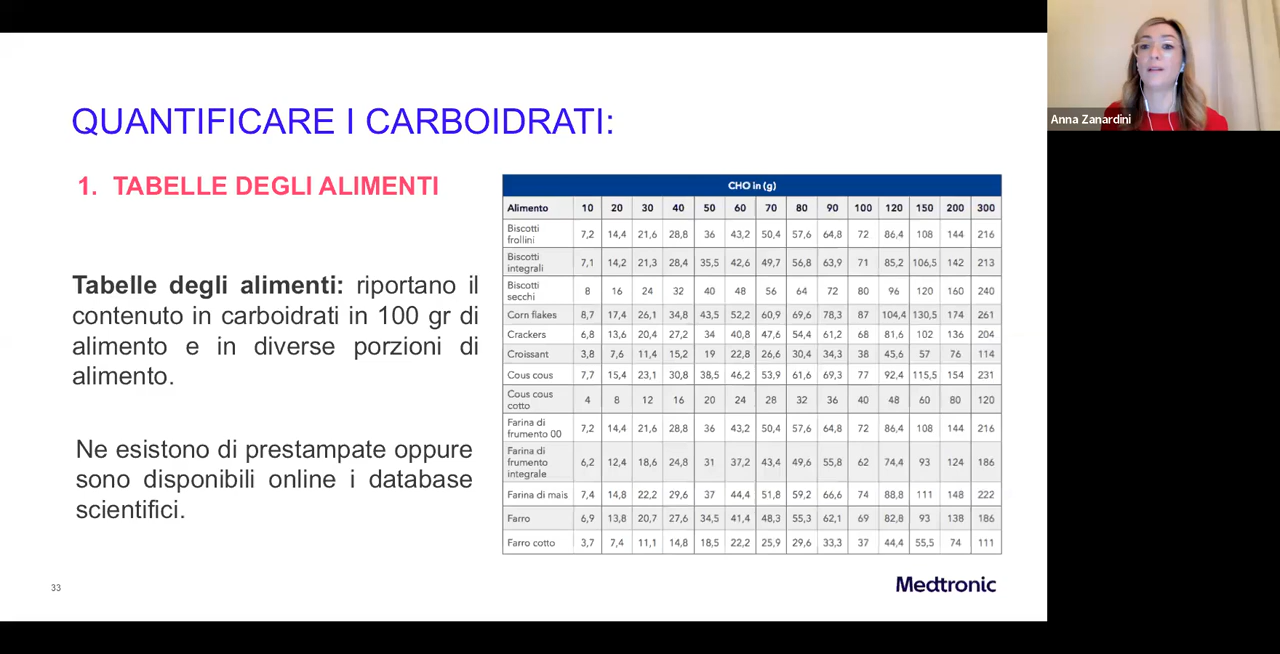 QUANTIFICARE I CARBOIDRATI:
1. TABELLE DEGLI ALIMENTI
Tabelle degli alimenti: riportano il
contenuto in carboidrati in 100 gr di
alimento e in diverse porzioni di
alimento.
Ne esistono di prestampate oppure
sono disponibili online i database
scientifici.
CHO in (g)
Alimento 10 20 30 40 50 60 70 80 90 100 120 150 200 300
Biscotti
frollini 7,2 14,4 21,6 28,8 36 43,2 50,4 57,6 64,8 72 86,4 108 144 216
Biscotti
integrali 7,1 14,2 21,3 28,4 35,5 42,6 49,7 56,8 63,9 71 85,2 106,5 142 213
Biscotti
secchi 8 16 24 32 40 48 56 64 72 80 96 120 160 240
Corn flakes 8,7 17,4 26,1 34,8 43,5 52,2 60,9 69,6 78,3 87 104,4 130,5 174 261
Crackers 6,8 13,6 20,4 27,2 34 40,8 47,6 54,4 61,2 68 81,6 102 136 204
Croissant 3,8 7,6 11,4 15,2 19 22,8 26,6 30,4 34,3 38 45,6 57 76 114
Cous cous 7,7 15,4 23,1 30,8 38,5 46,2 53,9 61,6 69,3 77 92,4 115,5 154 231
Cous cous
cotto 4 8 12 16 20 24 28 32 36 40 48 60 80 120
Farina di
frumento 00 7,2 14,4 21,6 28,8 36 43,2 50,4 57,6 64,8 72 86,4 108 144 216
Farina di
frumento
integrale 6,2 12,4 18,6 24,8 31 37,2 43,4 49,6 55,8 62 74,4 93 124 186
Farina di mais 7,4 14,8 22,2 29,6 37 44,4 51,8 59,2 66,6 74 88,8 111 148 222
Farro 6,9 13,8 20,7 27,6 34,5 41,4 48,3 55,3 62,1 69 82,8 93 138 186
Farro cotto 3,7 7,4 11,1 14,8 18,5 22,2 25,9 29,6 33,3 37 44,4 55,5 74 111
33
Medtronic
Anna Zanardini